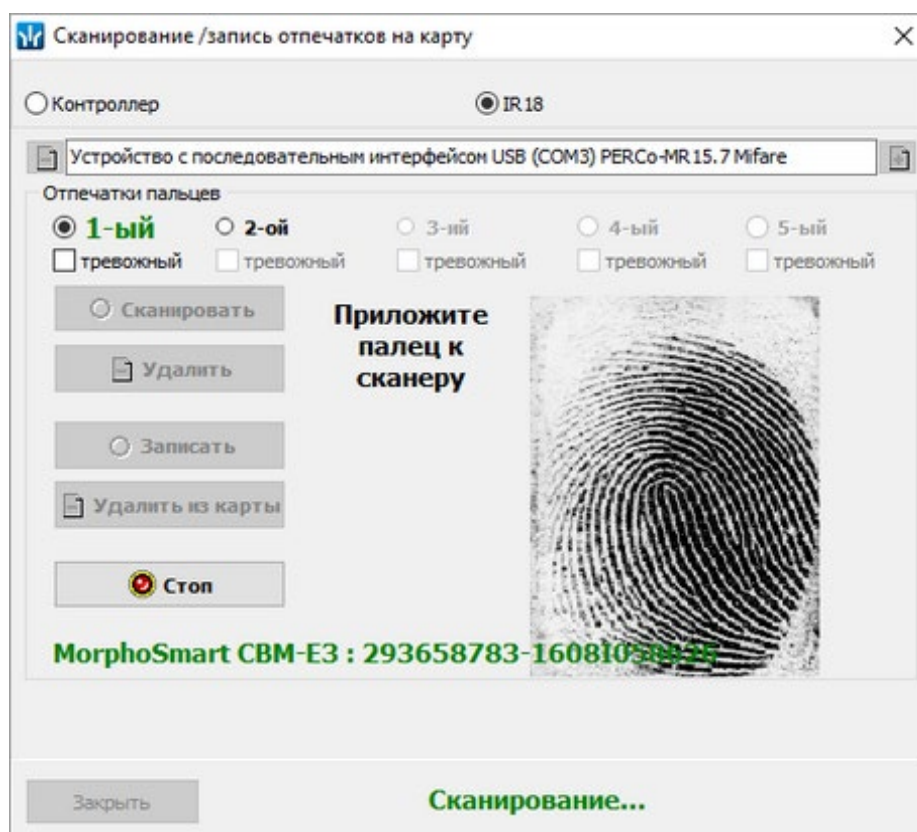 Сканирование /запись отпечатков на карту
Контроллер IR18
Устройство с последовательным интерфейсом USB (COM3) PERCo-MR15.7 Mifare
Отпечатки пальцев
1-ый 2-ой 3-ий 4-ый 5-ый
тревожный тревожный тревожный тревожный тревожный
Сканировать
Приложите
палец к
сканеру
Удалить
Записать
Удалить из карты
Стоп
MorphoSmart CBM-E3 :
Закрыть
Сканирование...